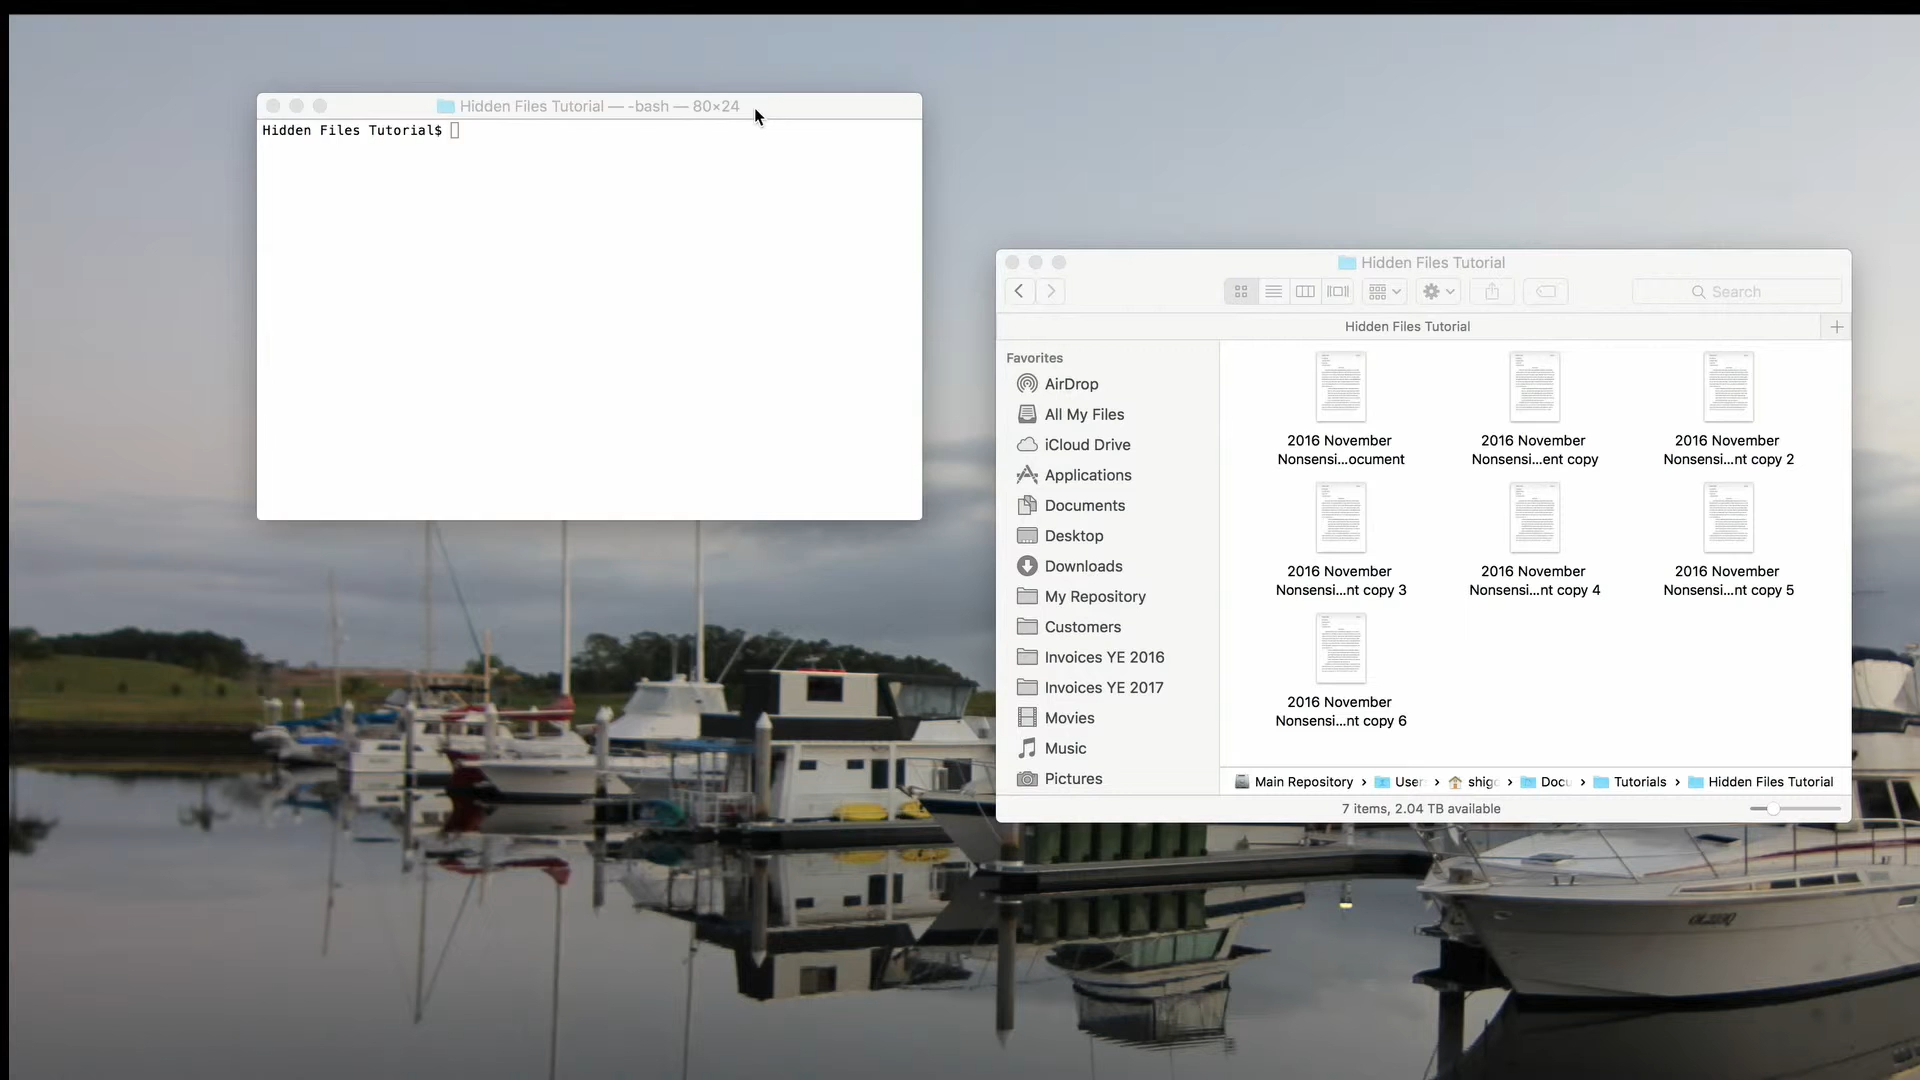 Hidden Files Tutorial — -bash — 80×24
Hidden Files Tutorial$
Hidden Files Tutorial
Search
Hidden Files Tutorial
Favorites
AirDrop
All My Files
iCloud Drive
Applications
Documents
Desktop
Downloads
My Repository
Customers
Invoices YE 2016
Invoices YE 2017
Movies
Music
Pictures
2016 November
Nonsensi...ocument
2016 November
Nonsensi...ent copy
2016 November
Nonsensi...nt copy 2
2016 November
Nonsensi...nt copy 3
2016 November
Nonsensi...nt copy 4
2016 November
Nonsensi...nt copy 5
2016 November
Nonsensi...nt copy 6
Main Repository › User › shig › Docu › Tutorials › Hidden Files Tutorial
7 items, 2.04 TB available